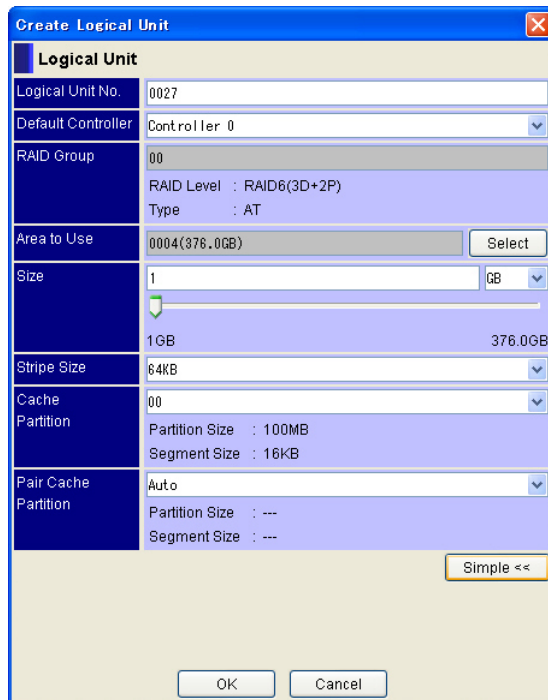 Create Logical Unit
Logical Unit
Logical Unit No. 0027
Default Controller Controller 0
RAID Group 00
RAID Level : RAID6(3D+2P)
Type : AT
Area to Use 0004(376.0GB) Select
Size 1 GB
1GB 376.0GB
Stripe Size 64KB
Cache Partition 00
Partition Size : 100MB
Segment Size : 16KB
Pair Cache Partition Auto
Partition Size : ---
Segment Size : ---
Simple <<
OK Cancel